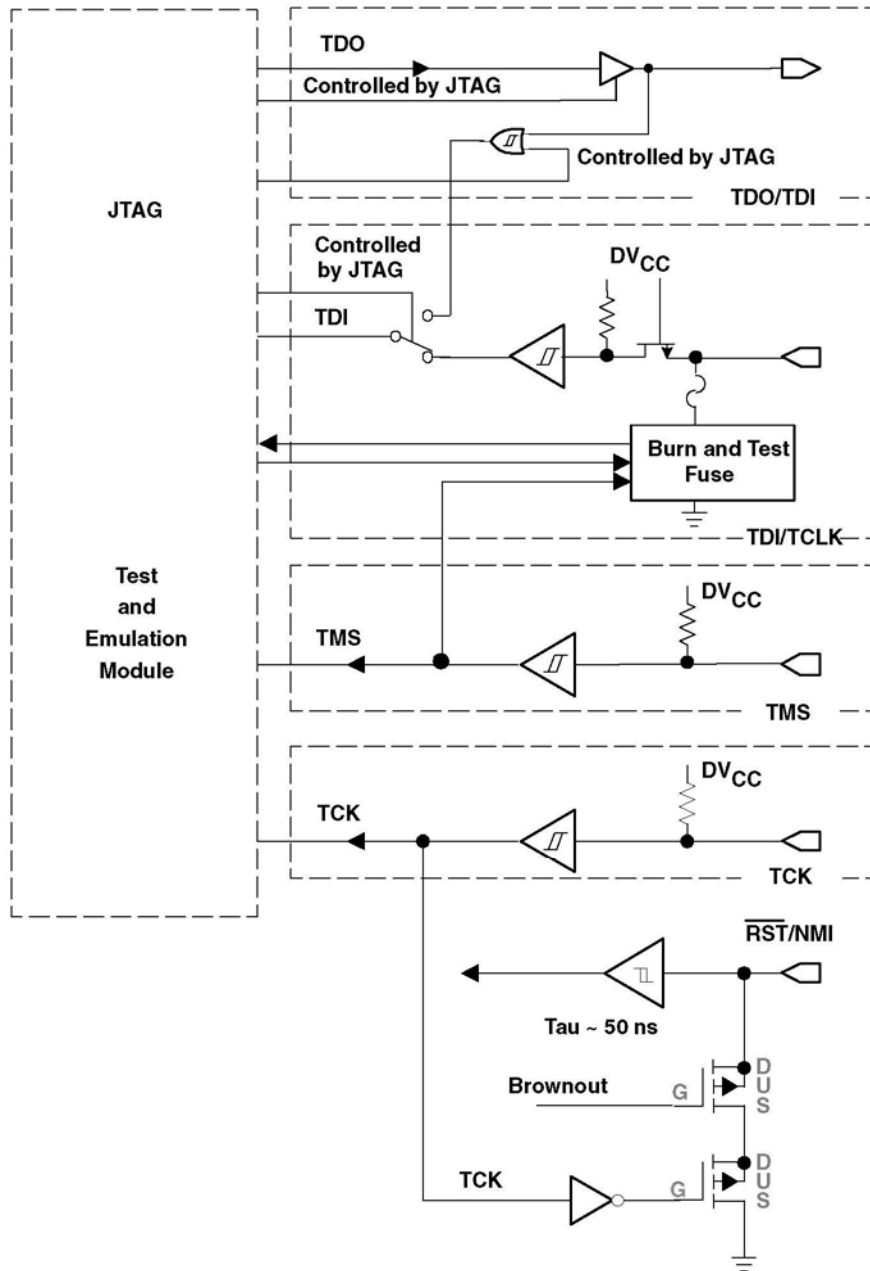 TDO
Controlled by JTAG
Controlled by JTAG
TDO/TDI
JTAG
Controlled
by JTAG
TDI
DVCC
Burn and Test
Fuse
TDI/TCLK
Test
and
Emulation
Module
DVCC
TMS
TMS
DVCC
TCK
TCK
RST/NMI
Tau ~ 50 ns
Brownout
G
D
U
S
TCK
G
D
U
S